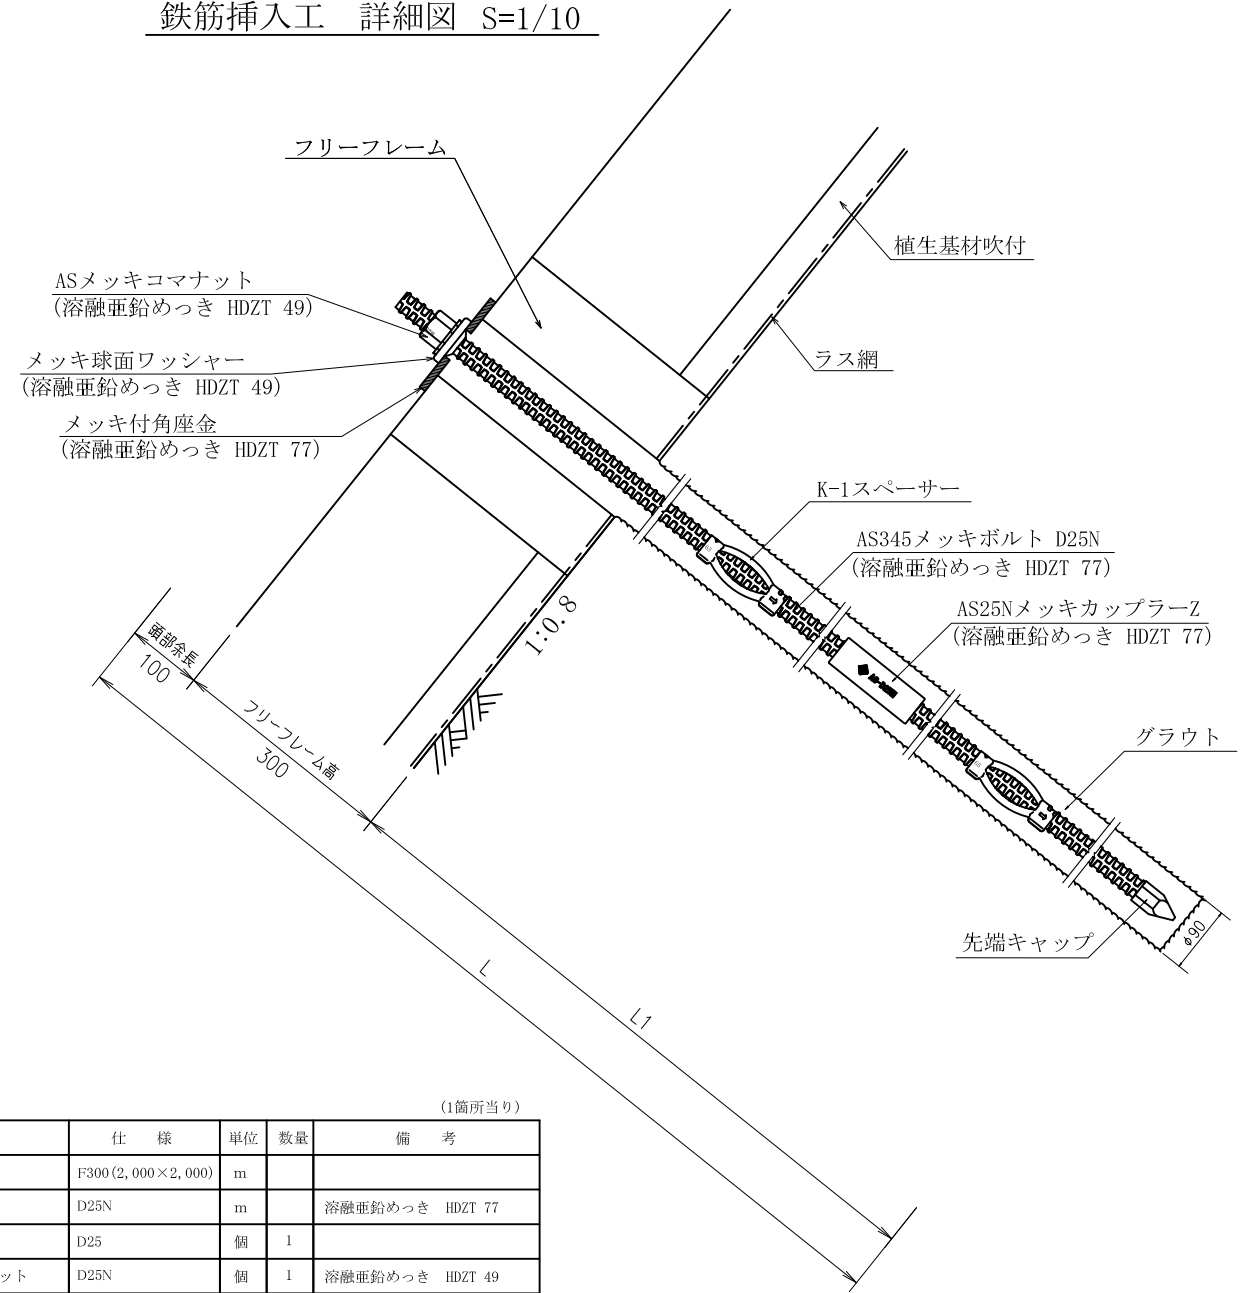 鉄筋挿入工　詳細図　S=1/10
フリーフレーム
植生基材吹付
ASメッキコマナット
(溶融亜鉛めっき HDZT 49)
メッキ球面ワッシャー
(溶融亜鉛めっき HDZT 49)
ラス網
メッキ付角座金
(溶融亜鉛めっき HDZT 77)
K-1スペーサー
AS345メッキボルト D25N
(溶融亜鉛めっき HDZT 77)
AS25NメッキカップラーZ
(溶融亜鉛めっき HDZT 77)
1:0.8
頭部余長
100
フリーフレーム高
300
グラウト
先端キャップ
φ90
L
L1
(1箇所当り)
仕　様 単位 数量 備　考
F300(2,000×2,000) m
D25N m 溶融亜鉛めっき HDZT 77
D25 個 1
ット D25N 個 1 溶融亜鉛めっき HDZT 49